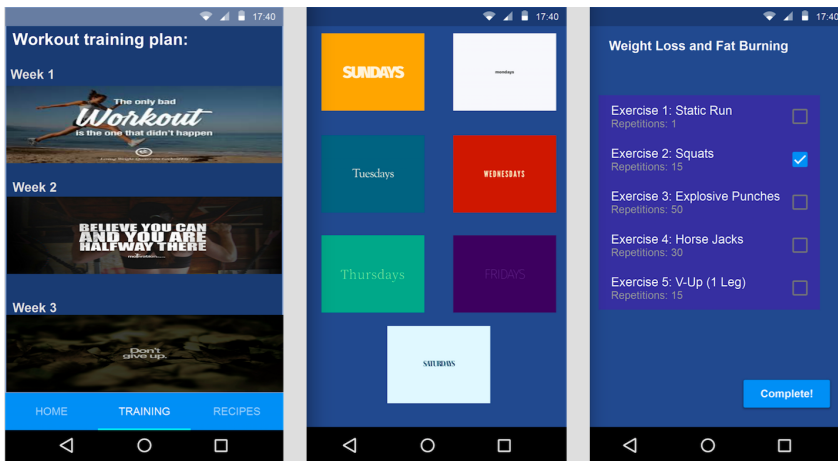 17:40
Workout training plan:
Week 1
The only bad
Workout
is the one that didn't happen
Week 2
BELIEVE YOU CAN
AND YOU ARE
HALFWAY THERE
Week 3
Don't
give up.
HOME TRAINING RECIPES
17:40
SUNDAYS
mondays
Tuesdays
WEDNESDAYS
Thursdays
FRIDAYS
SATURDAYS
17:40
Weight Loss and Fat Burning
Exercise 1: Static Run
Repetitions: 1
Exercise 2: Squats
Repetitions: 15
Exercise 3: Explosive Punches
Repetitions: 50
Exercise 4: Horse Jacks
Repetitions: 30
Exercise 5: V-Up (1 Leg)
Repetitions: 15
Complete!